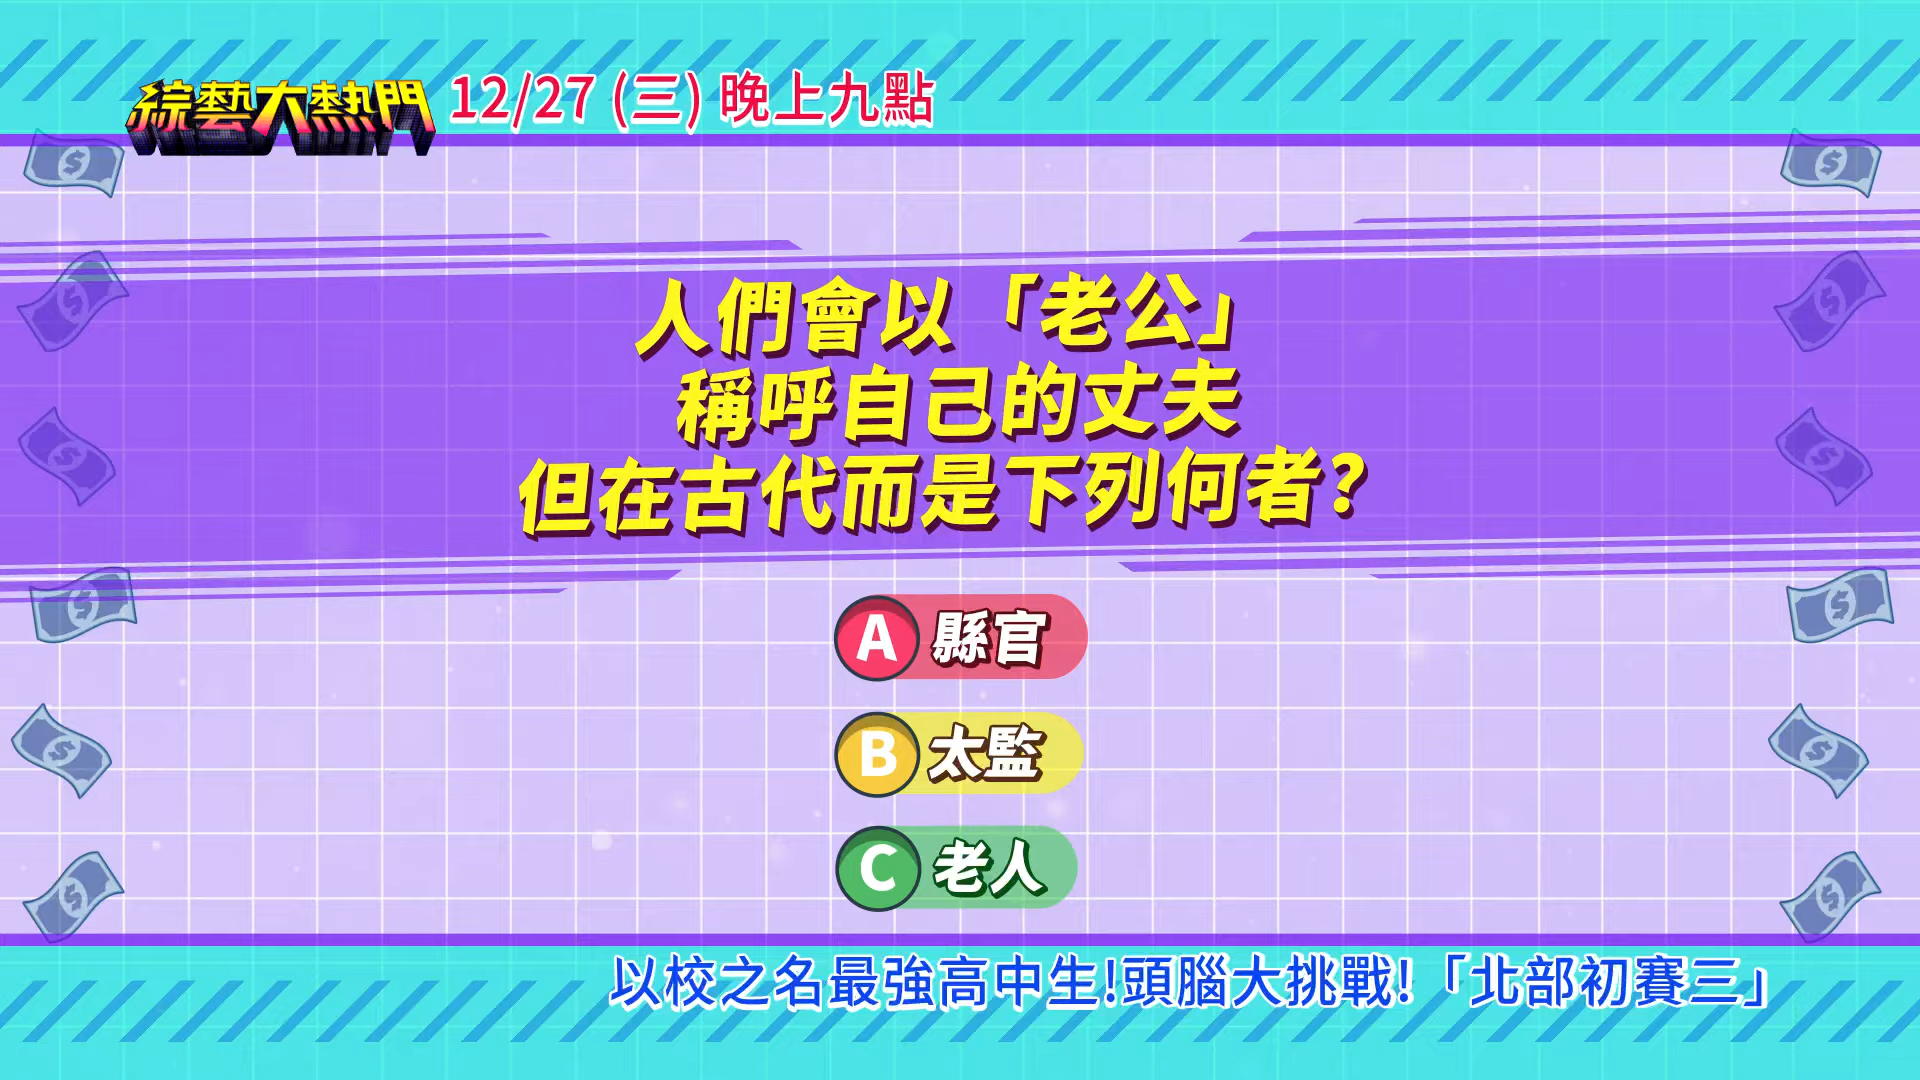 綜藝大熱門 12/27 (三) 晚上九點
人們會以「老公」
稱呼自己的丈夫
但在古代而是下列何者?
A 縣官
B 太監
C 老人
以校之名最強高中生!頭腦大挑戰!「北部初賽三」